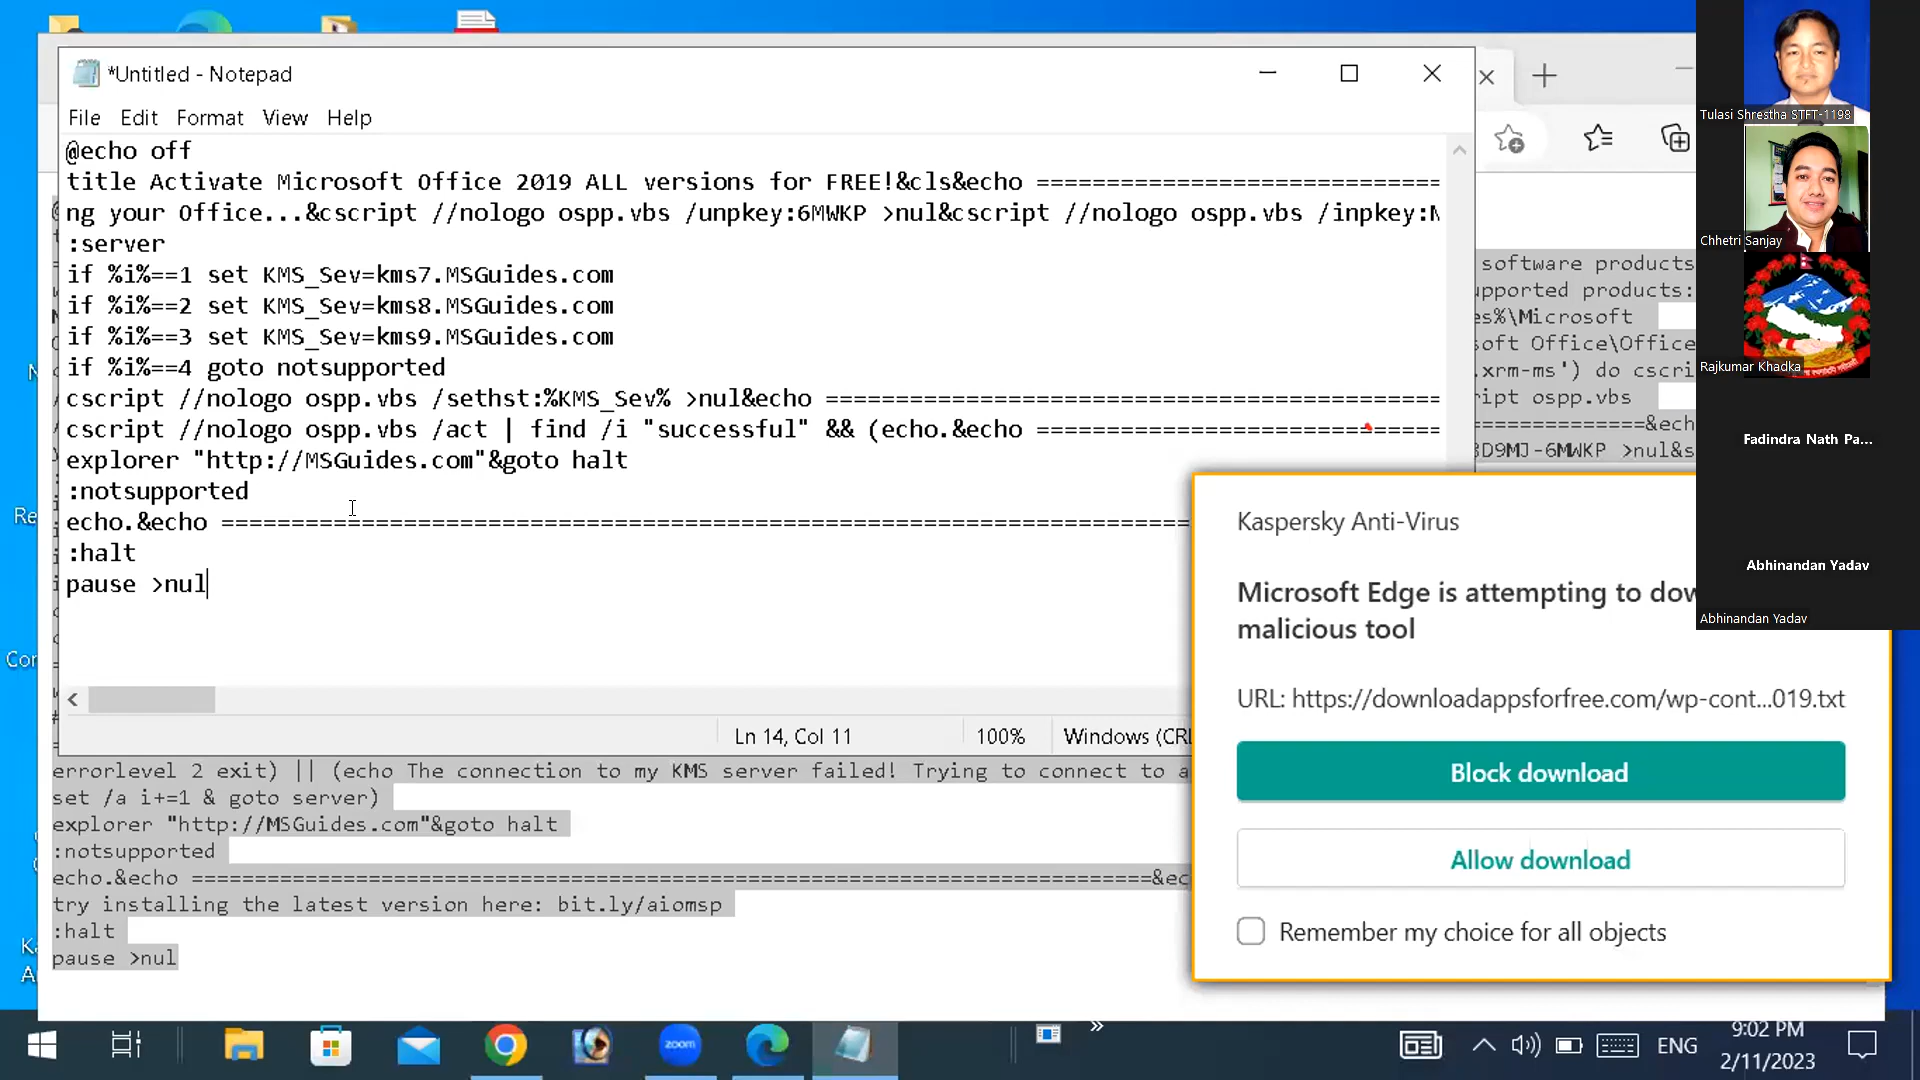 *Untitled - Notepad
File Edit Format View Help
@echo off
title Activate Microsoft Office 2019 ALL versions for FREE!&cls&echo =============================
ng your Office...&cscript //nologo ospp.vbs /unpkey:6MWKP >nul&cscript //nologo ospp.vbs /inpkey:N
:server
if %i%==1 set KMS_Sev=kms7.MSGuides.com
if %i%==2 set KMS_Sev=kms8.MSGuides.com
if %i%==3 set KMS_Sev=kms9.MSGuides.com
if %i%==4 goto notsupported
cscript //nologo ospp.vbs /sethst:%KMS_Sev% >nul&echo ============================================
cscript //nologo ospp.vbs /act | find /i "successful" && (echo.&echo =============================
explorer "http://MSGuides.com"&goto halt
:notsupported
echo.&echo =====================================================================
:halt
pause >nul
Ln 14, Col 11
100%
Windows (CRL
software products
pported products:
es%\Microsoft
soft Office\Office
.xrm-ms') do cscri
ript ospp.vbs
============&ech
BD9MJ-6MWKP >nul&s
errorlevel 2 exit) || (echo The connection to my KMS server failed! Trying to connect to a
set /a i+=1 & goto server)
explorer "http://MSGuides.com"&goto halt
:notsupported
echo.&echo =====================================================================&ec
try installing the latest version here: bit.ly/aiomsp
:halt
pause >nul
Kaspersky Anti-Virus
Microsoft Edge is attempting to dow
malicious tool
URL: https://downloadappsforfree.com/wp-cont...019.txt
Block download
Allow download
Remember my choice for all objects
Tulasi Shrestha STFT-1198
Chhetri Sanjay
Rajkumar Khadka
Fadindra Nath Pa...
Abhinandan Yadav
Abhinandan Yadav
zoom
ENG
9:02 PM
2/11/2023